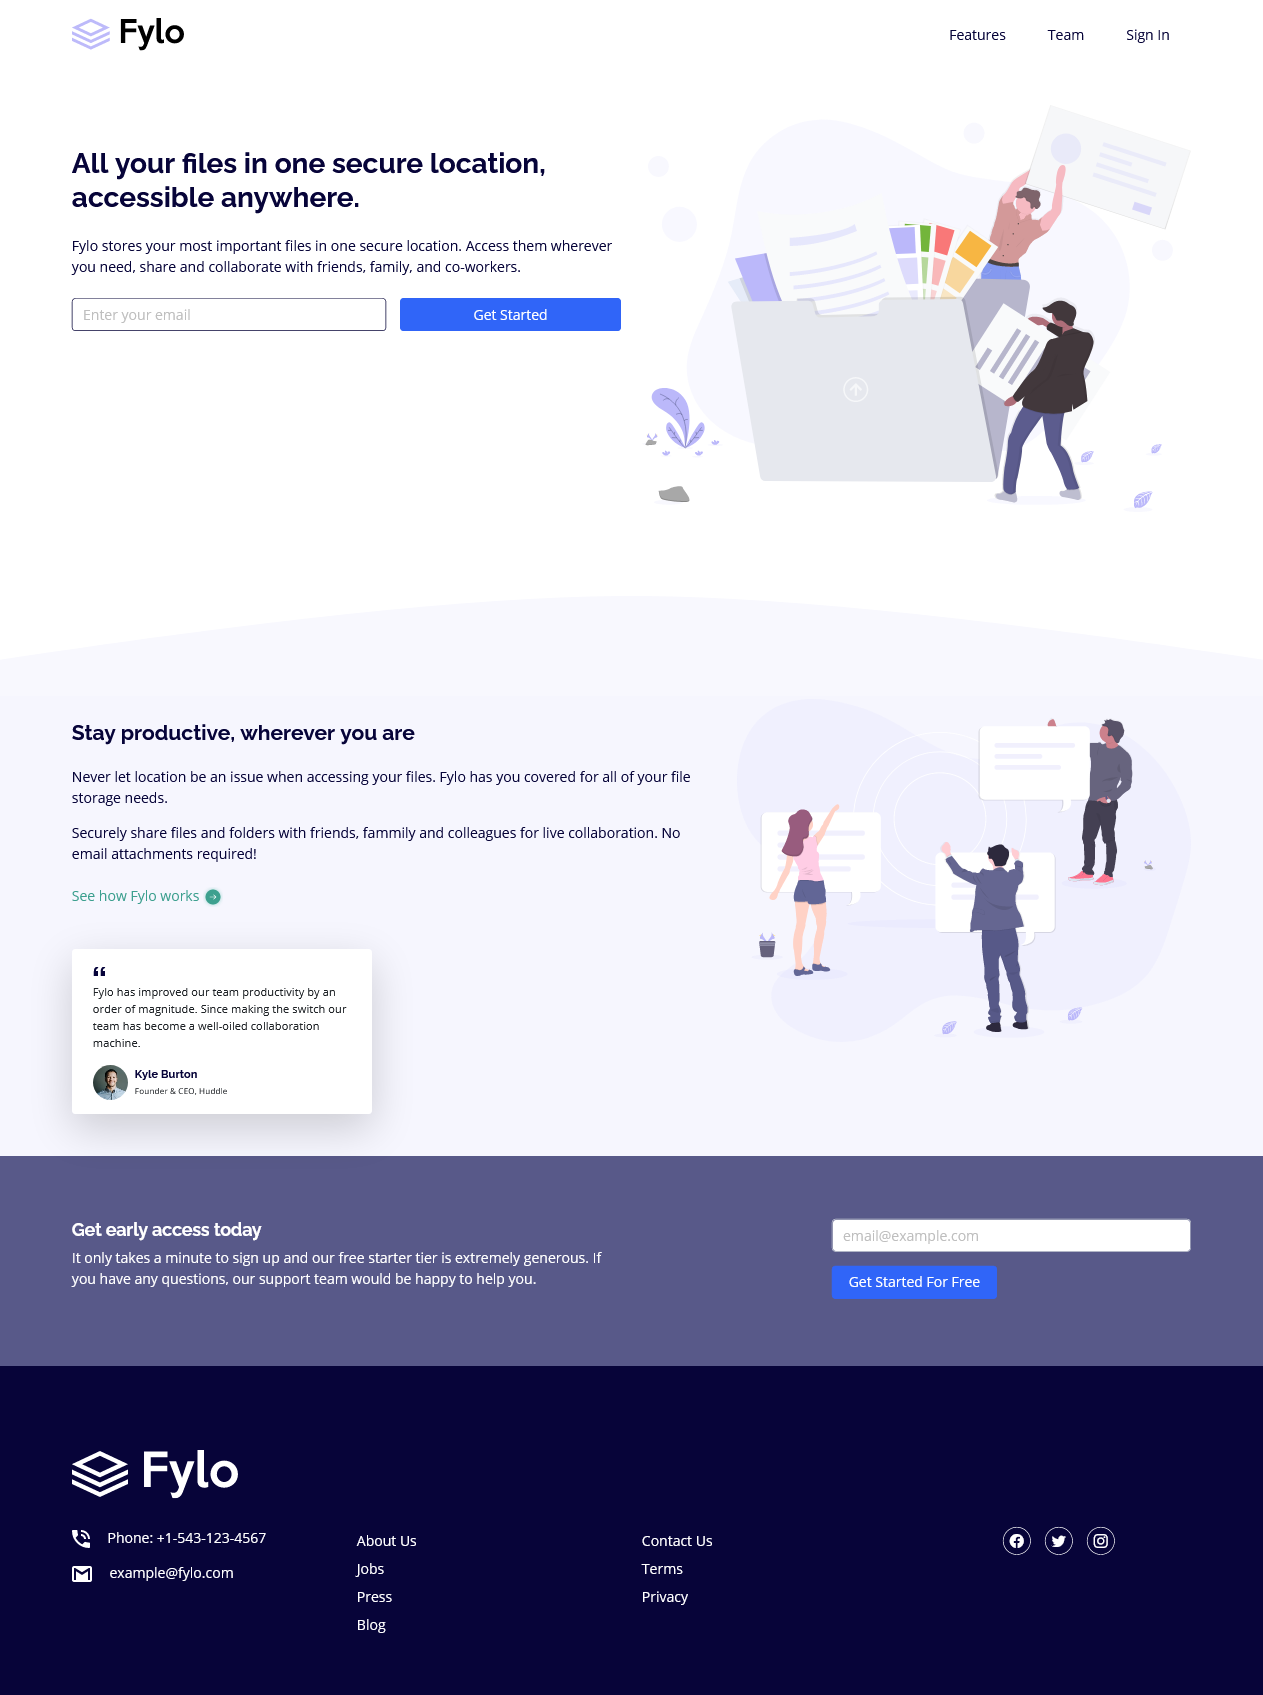 Fylo
Features
Team
Sign In
All your files in one secure location,
accessible anywhere.
Fylo stores your most important files in one secure location. Access them wherever
you need, share and collaborate with friends, family, and co-workers.
Enter your email
Get Started
Stay productive, wherever you are
Never let location be an issue when accessing your files. Fylo has you covered for all of your file
storage needs.
Securely share files and folders with friends, fammily and colleagues for live collaboration. No
email attachments required!
See how Fylo works
“
Fylo has improved our team productivity by an
order of magnitude. Since making the switch our
team has become a well-oiled collaboration
machine.
Kyle Burton
Founder & CEO, Huddle
Get early access today
It only takes a minute to sign up and our free starter tier is extremely generous. If
you have any questions, our support team would be happy to help you.
email@example.com
Get Started For Free
Fylo
Phone: +1-543-123-4567
example@fylo.com
About Us
Jobs
Press
Blog
Contact Us
Terms
Privacy